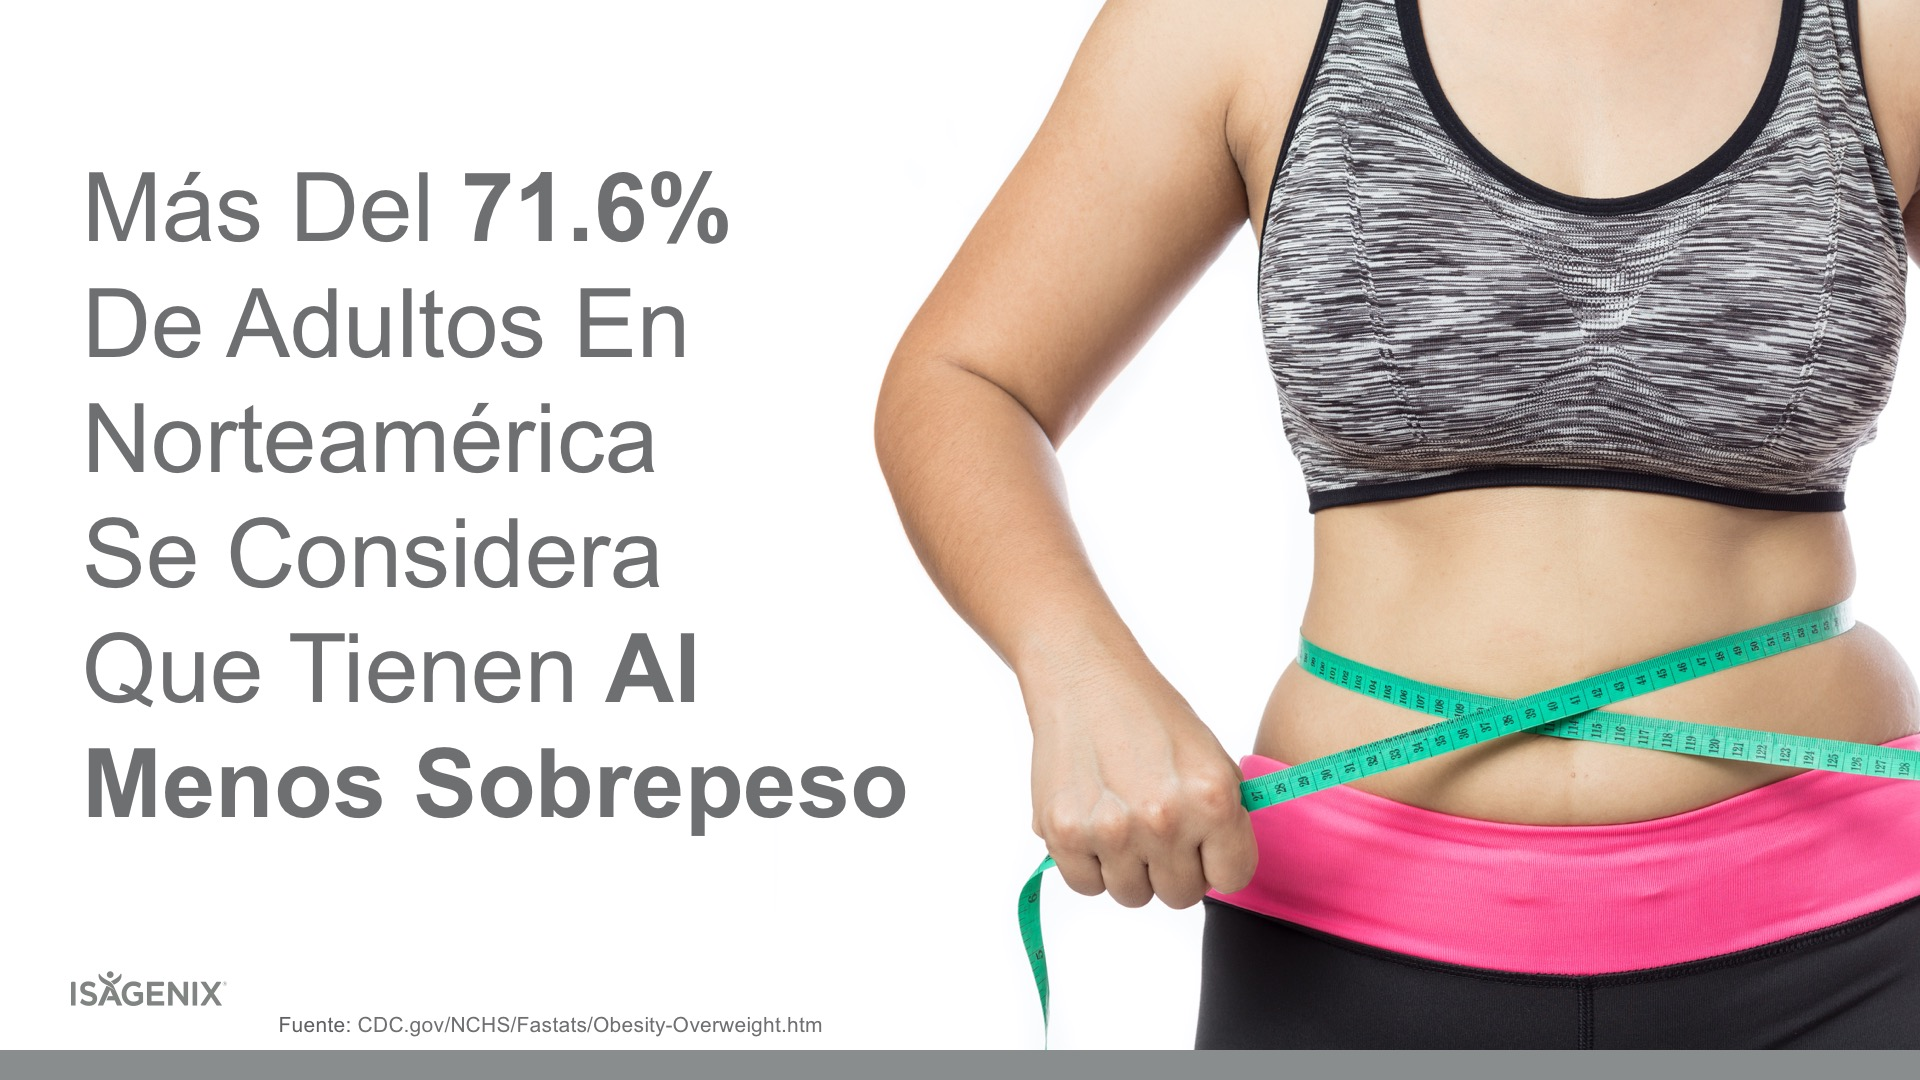 Más Del 71.6%
De Adultos En
Norteamérica
Se Considera
Que Tienen Al
Menos Sobrepeso
ISAGENIX
Fuente: CDC.gov/NCHS/Fastats/Obesity-Overweight.htm